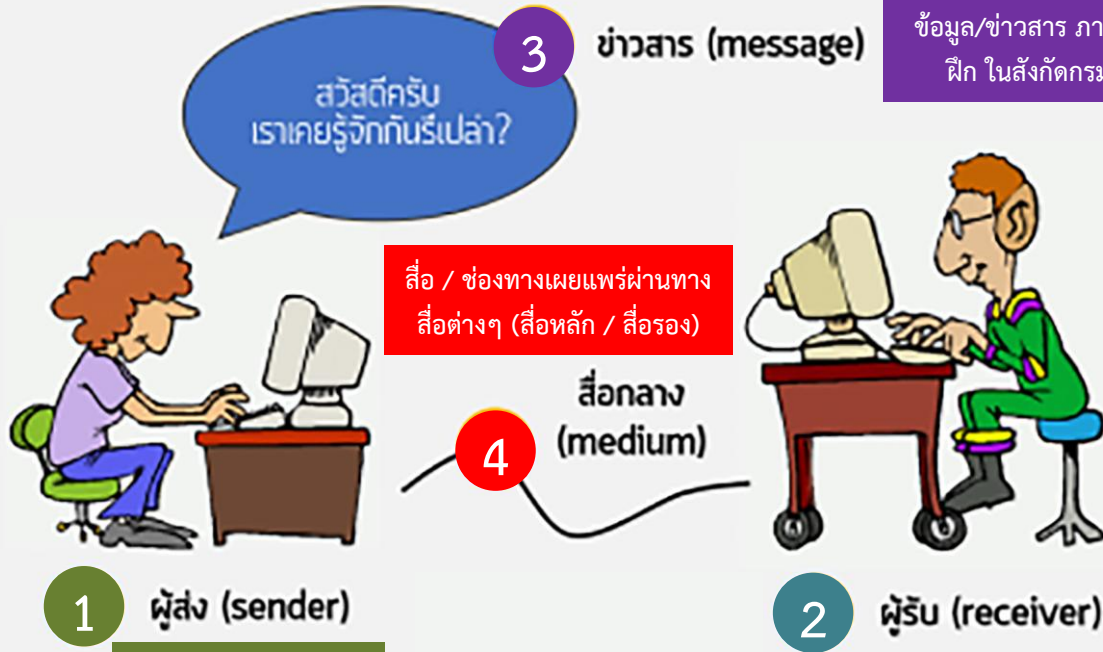 3
ข่าวสาร (message)
ข้อมูล/ข่าวสาร ภา
ฝึก ในสังกัดกรม
สวัสดีครับ
เราเคยรู้จักกันรึเปล่า?
สื่อ / ช่องทางเผยแพร่ผ่านทาง
สื่อต่างๆ (สื่อหลัก / สื่อรอง)
สื่อกลาง
(medium)
4
1
ผู้ส่ง (sender)
2
ผู้รับ (receiver)